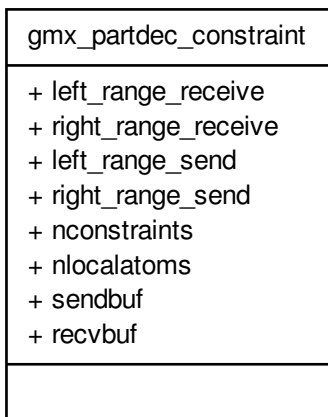 gmx_partdec_constraint
+ left_range_receive
+ right_range_receive
+ left_range_send
+ right_range_send
+ nconstraints
+ nlocalatoms
+ sendbuf
+ recvbuf